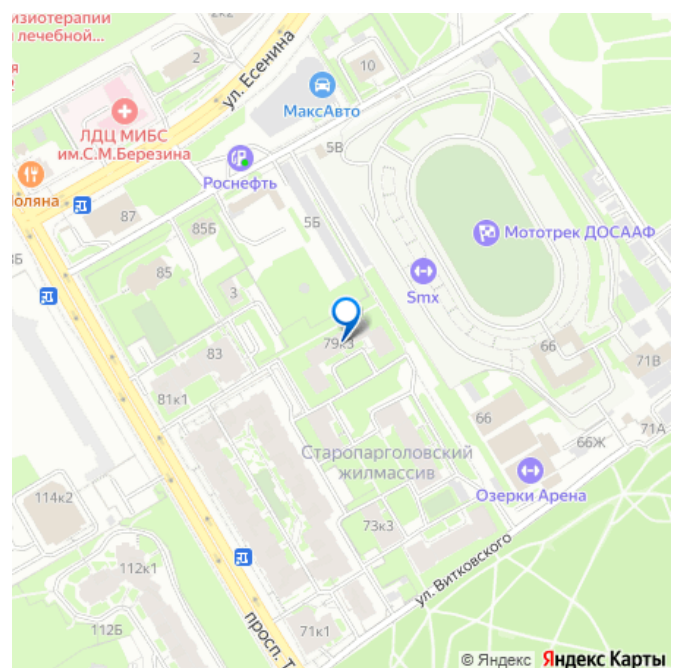 изиотерапии
лечебной...
я
2
2к2
2
ул. Есенина
10
МаксАвто
ЛДЦ МИБС
им.С.М.Березина
5В
Роснефть
Поляна
87
85Б
5Б
Мототрек ДОСААФ
85
3
Smx
79к3
66
83
71В
81к1
66
71А
66Ж
Старопарголовский
жилмассив
Озерки Арена
114к2
73к3
ул. Витковского
112к1
112Б
71к1
просп. Т
© Яндекс Яндекс Карты